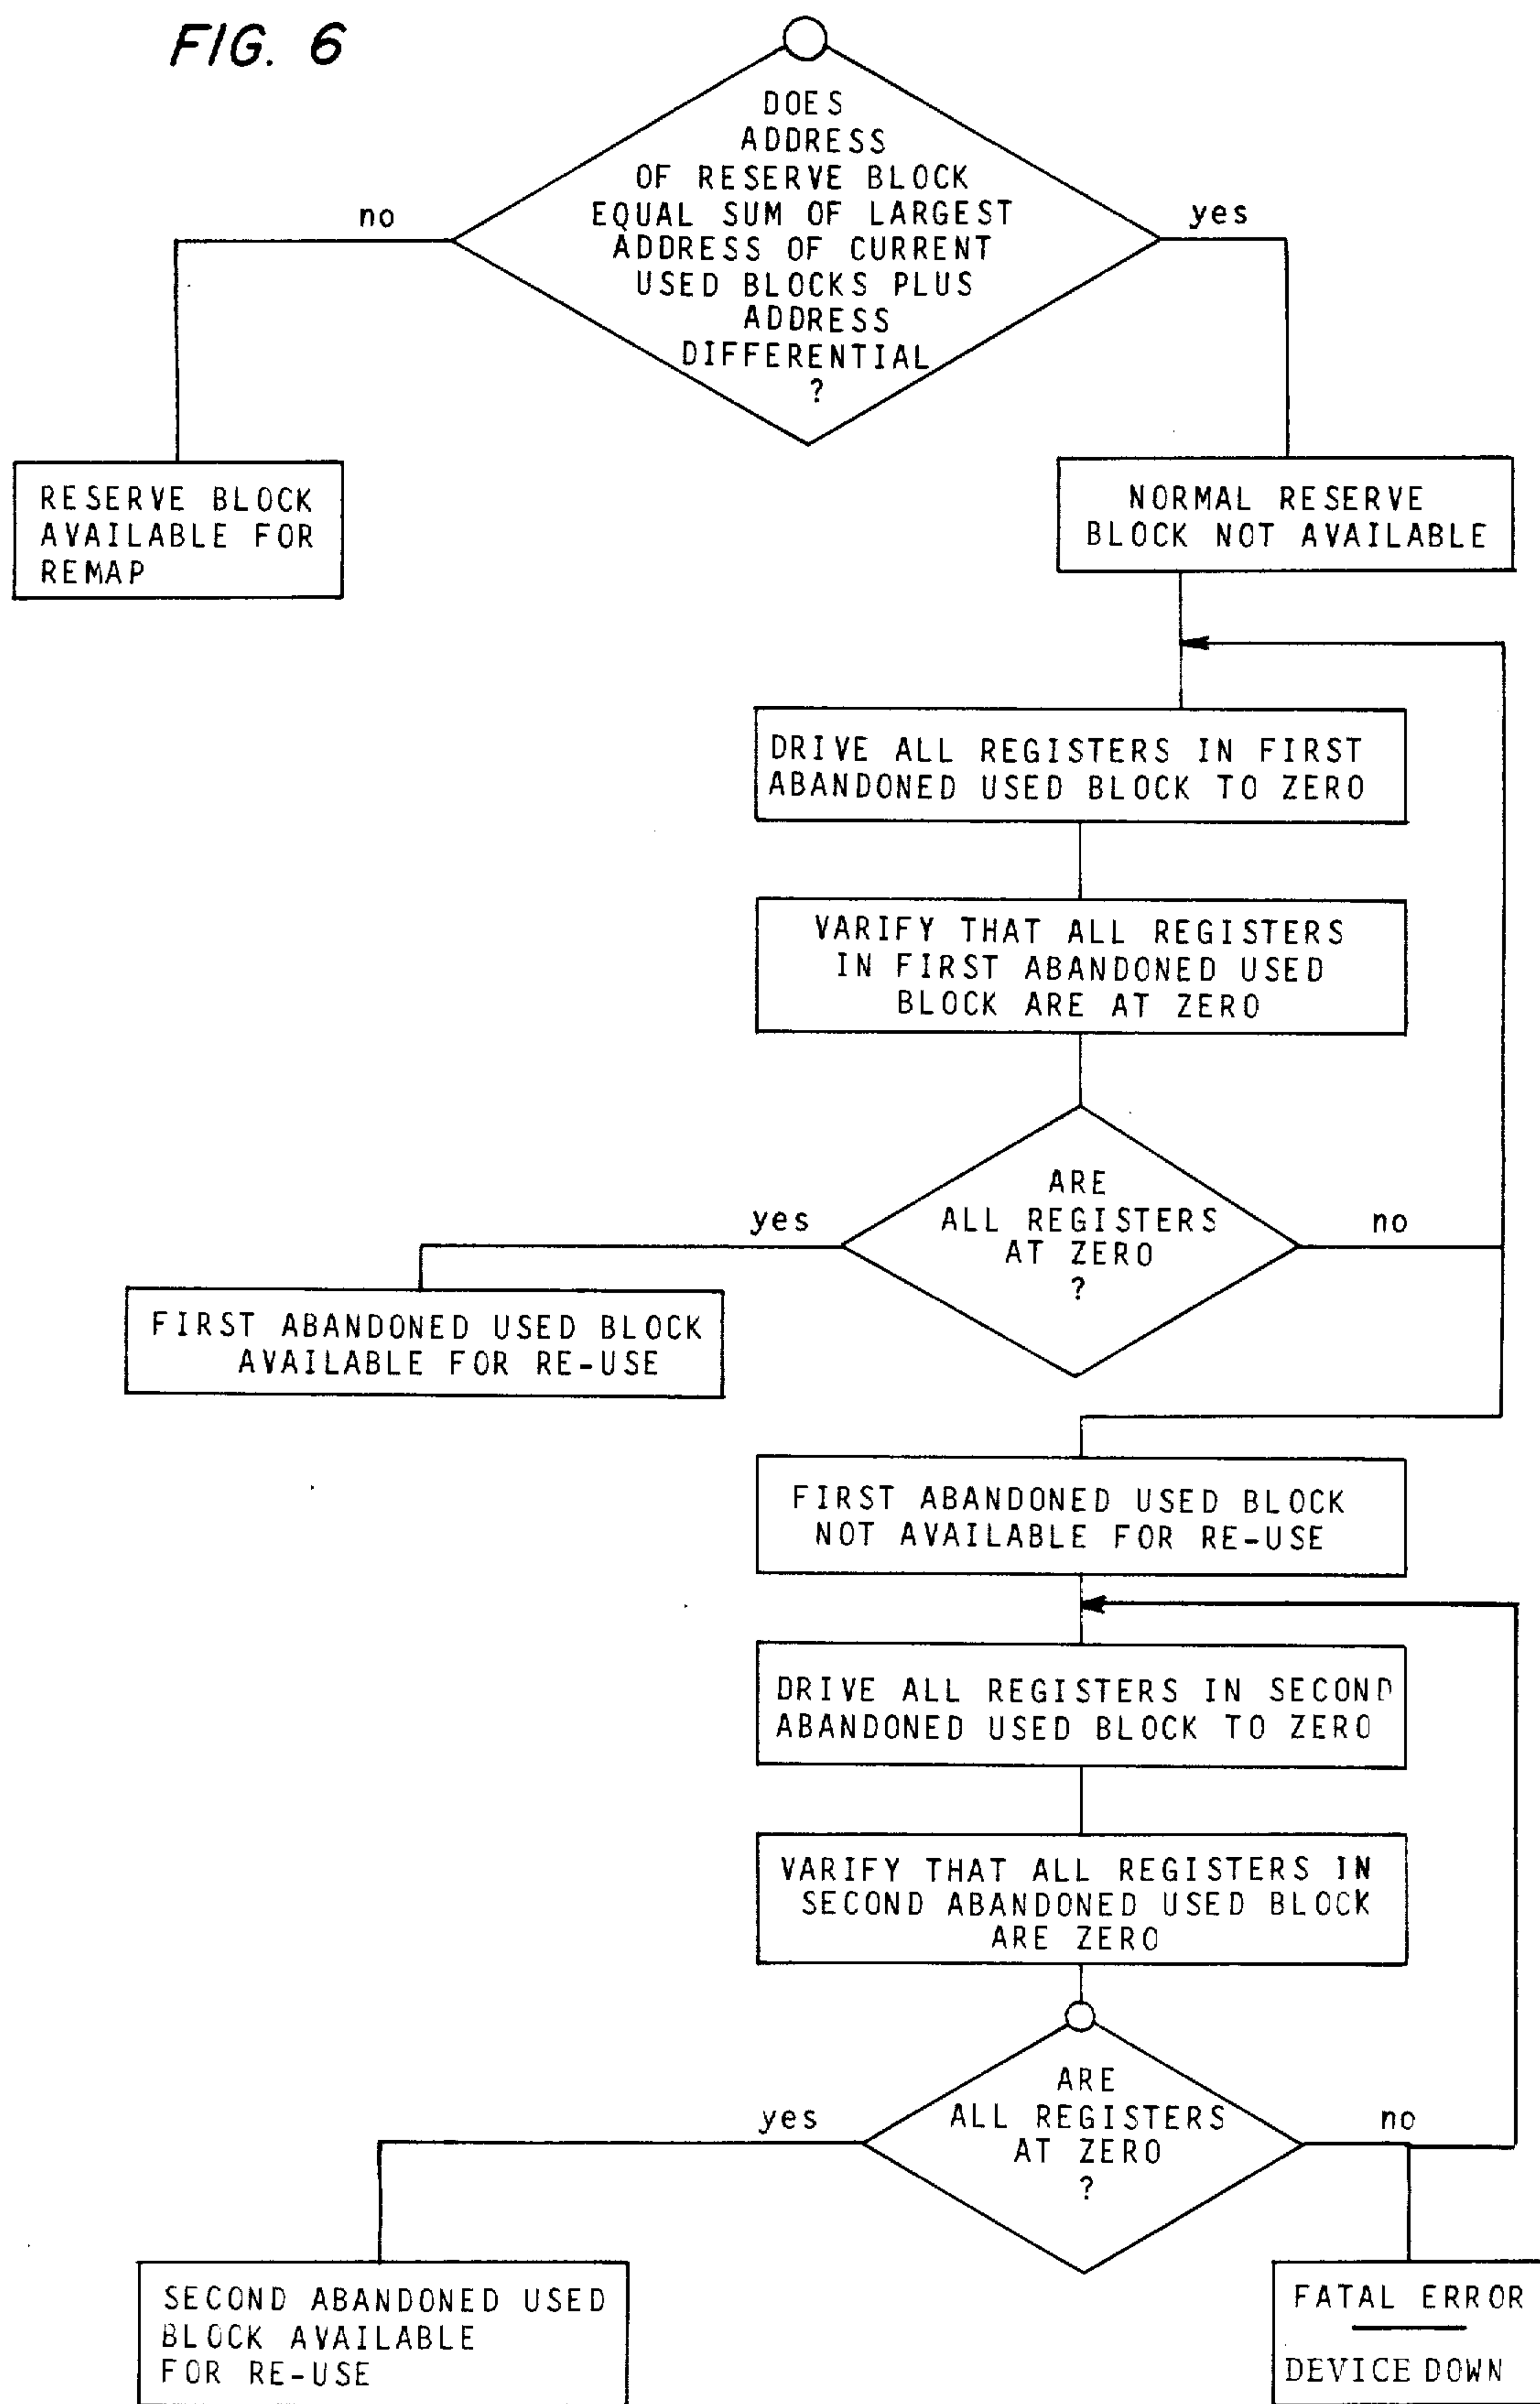 FIG. 6
DOES
ADDRESS
OF RESERVE BLOCK
EQUAL SUM OF LARGEST
ADDRESS OF CURRENT
USED BLOCKS PLUS
ADDRESS
DIFFERENTIAL
?
no
yes
RESERVE BLOCK
AVAILABLE FOR
REMAP
NORMAL RESERVE
BLOCK NOT AVAILABLE
DRIVE ALL REGISTERS IN FIRST
ABANDONED USED BLOCK TO ZERO
VARIFY THAT ALL REGISTERS
IN FIRST ABANDONED USED
BLOCK ARE AT ZERO
ARE
ALL REGISTERS
AT ZERO
?
yes
no
FIRST ABANDONED USED BLOCK
AVAILABLE FOR RE-USE
FIRST ABANDONED USED BLOCK
NOT AVAILABLE FOR RE-USE
DRIVE ALL REGISTERS IN SECOND
ABANDONED USED BLOCK TO ZERO
VARIFY THAT ALL REGISTERS IN
SECOND ABANDONED USED BLOCK
ARE ZERO
ARE
ALL REGISTERS
AT ZERO
?
yes
no
SECOND ABANDONED USED
BLOCK AVAILABLE
FOR RE-USE
FATAL ERROR
DEVICE DOWN